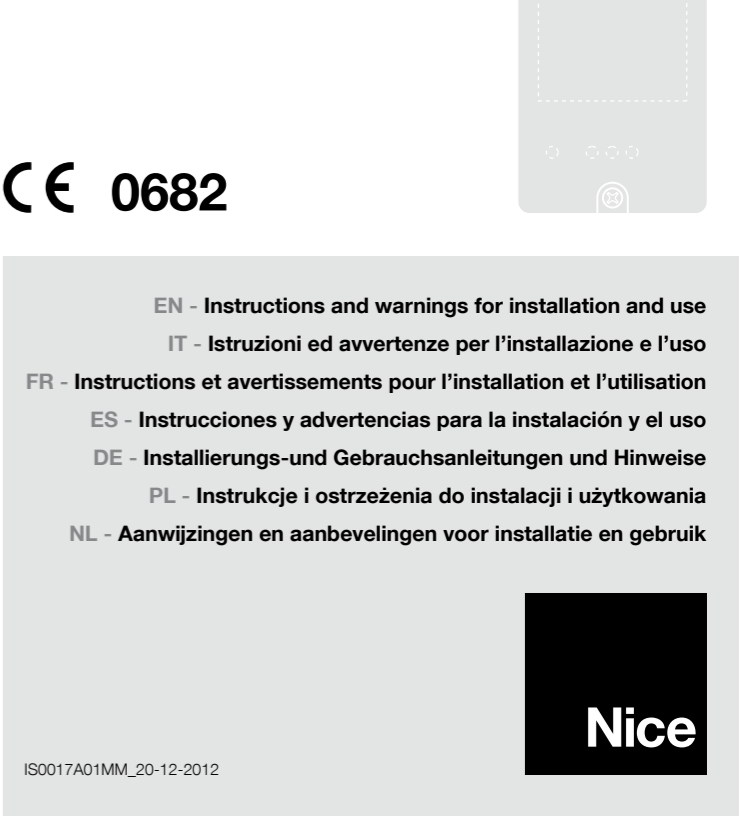 CE 0682
EN - Instructions and warnings for installation and use
IT - Istruzioni ed avvertenze per l’installazione e l’uso
FR - Instructions et avertissements pour l’installation et l’utilisation
ES - Instrucciones y advertencias para la instalación y el uso
DE - Installierungs-und Gebrauchsanleitungen und Hinweise
PL - Instrukcje i ostrzeżenia do instalacji i użytkowania
NL - Aanwijzingen en aanbevelingen voor installatie en gebruik
Nice
IS0017A01MM_20-12-2012